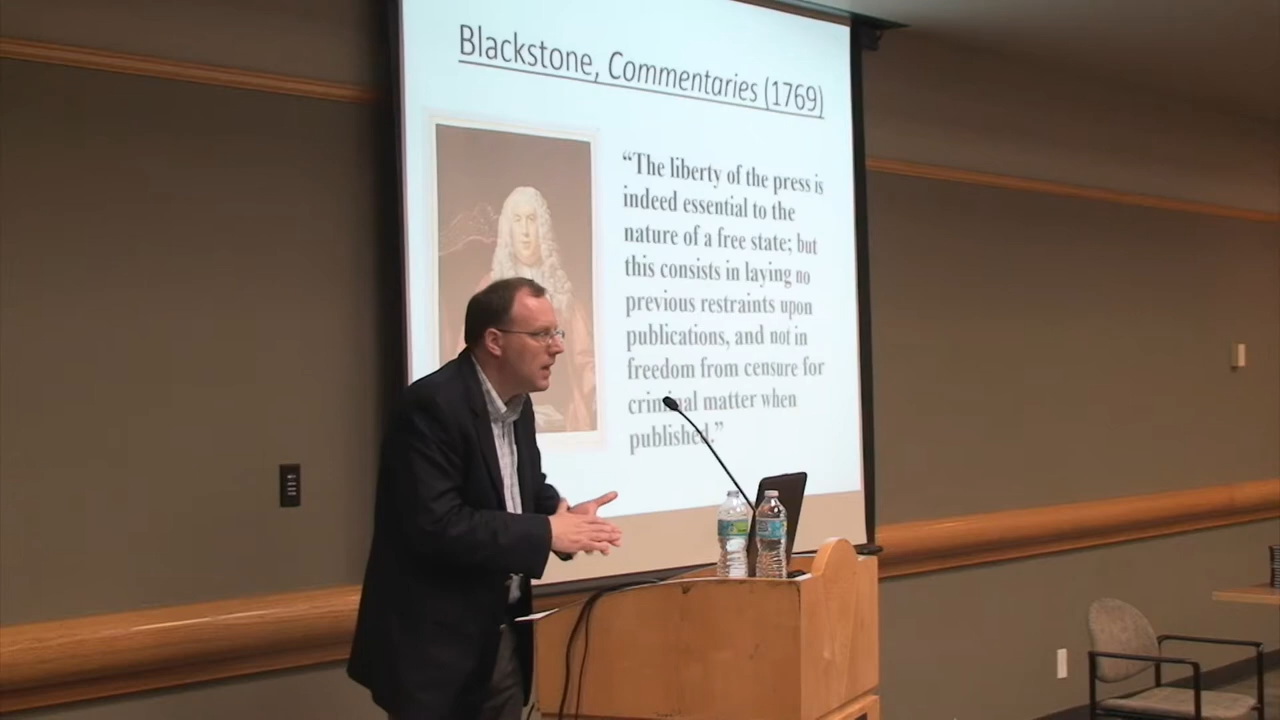 Blackstone, Commentaries (1769)
“The liberty of the press is
indeed essential to the
nature of a free state; but
this consists in laying no
previous restraints upon
publications, and not in
freedom from censure for
criminal matter when
published.”